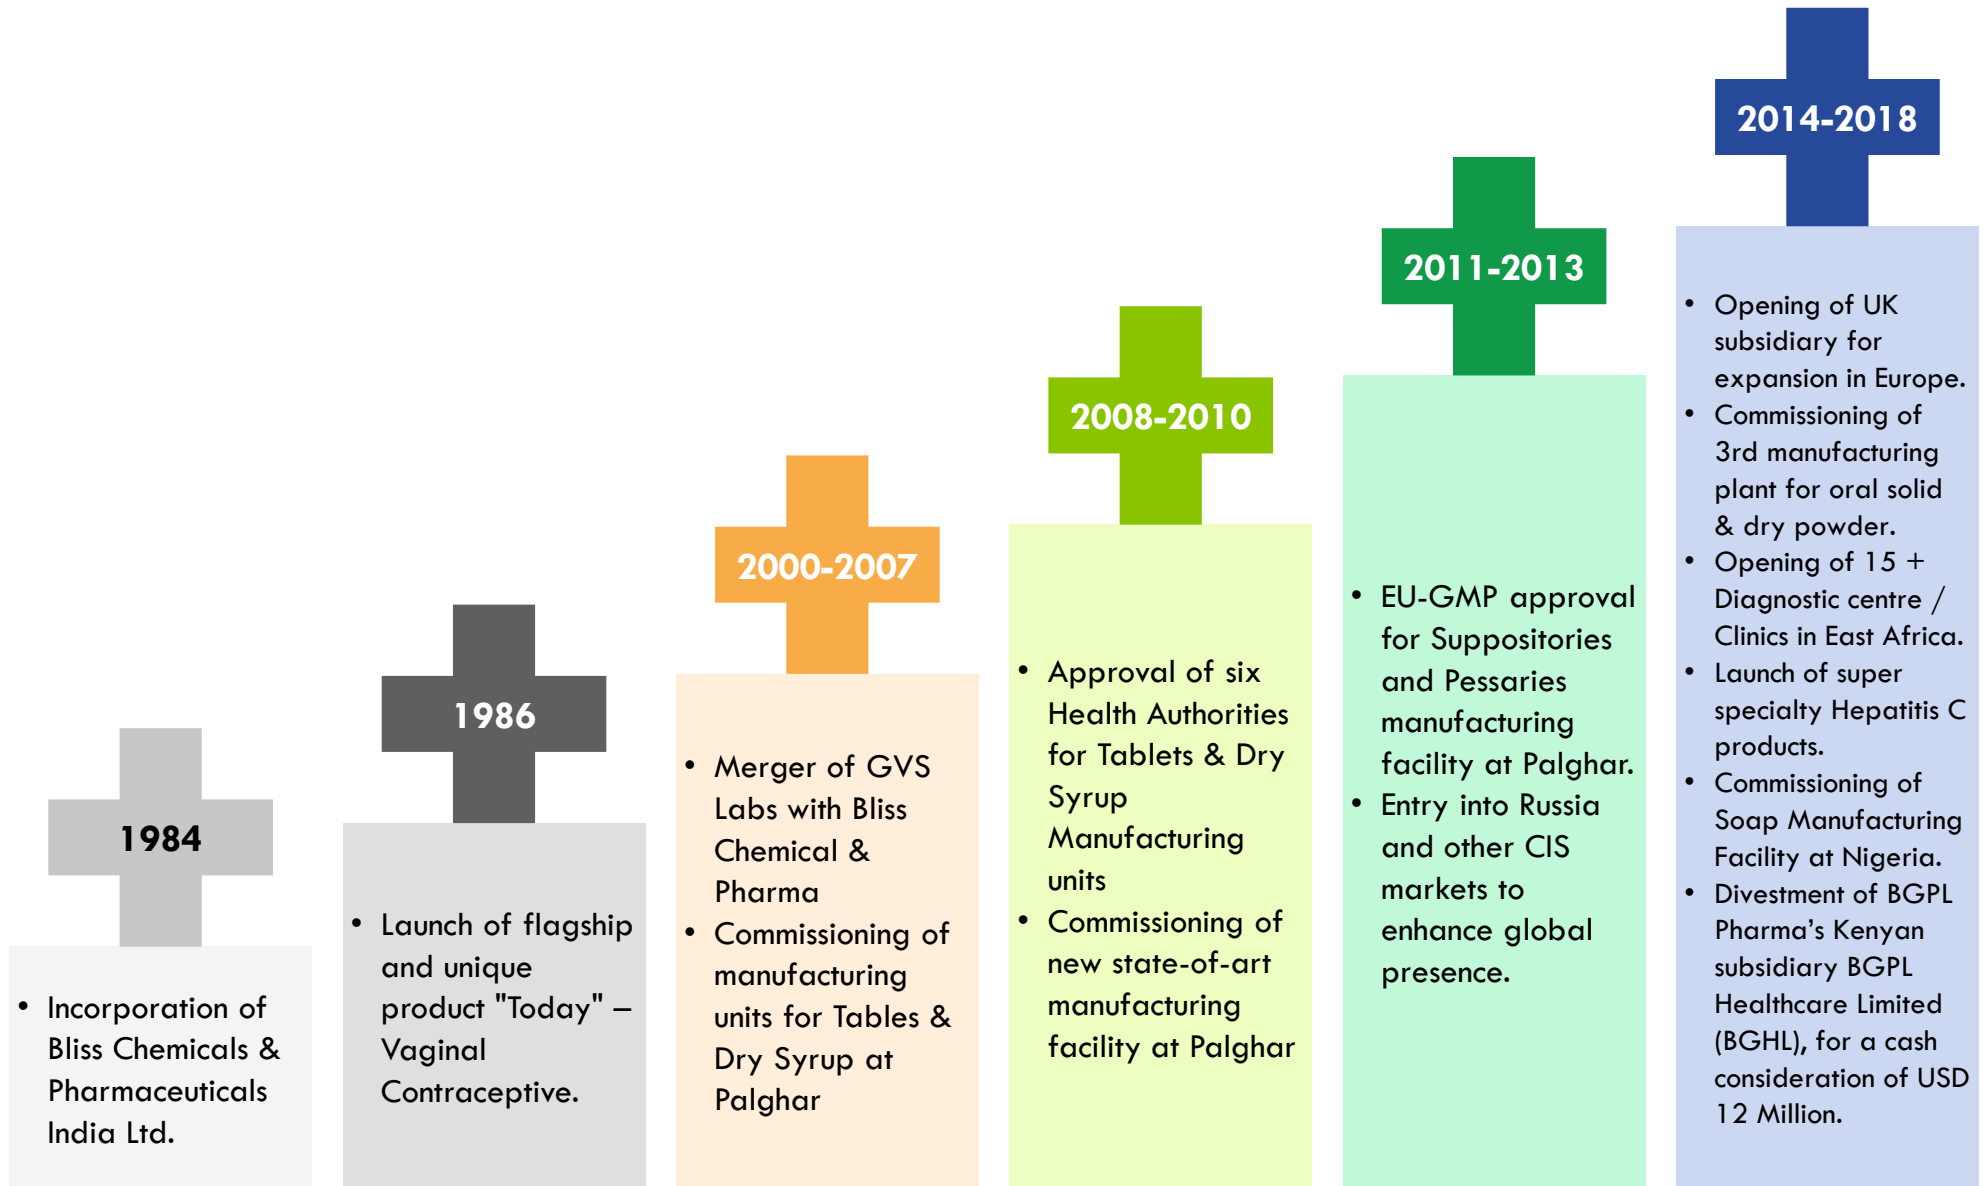 1984
• Incorporation of
Bliss Chemicals &
Pharmaceuticals
India Ltd.
1986
• Launch of flagship
and unique
product "Today" –
Vaginal
Contraceptive.
2000-2007
• Merger of GVS
Labs with Bliss
Chemical &
Pharma
• Commissioning of
manufacturing
units for Tables &
Dry Syrup at
Palghar
2008-2010
• Approval of six
Health Authorities
for Tablets & Dry
Syrup
Manufacturing
units
• Commissioning of
new state-of-art
manufacturing
facility at Palghar
2011-2013
• EU-GMP approval
for Suppositories
and Pessaries
manufacturing
facility at Palghar.
• Entry into Russia
and other CIS
markets to
enhance global
presence.
2014-2018
• Opening of UK
subsidiary for
expansion in Europe.
• Commissioning of
3rd manufacturing
plant for oral solid
& dry powder.
• Opening of 15 +
Diagnostic centre /
Clinics in East Africa.
• Launch of super
specialty Hepatitis C
products.
• Commissioning of
Soap Manufacturing
Facility at Nigeria.
• Divestment of BGPL
Pharma’s Kenyan
subsidiary BGPL
Healthcare Limited
(BGHL), for a cash
consideration of USD
12 Million.